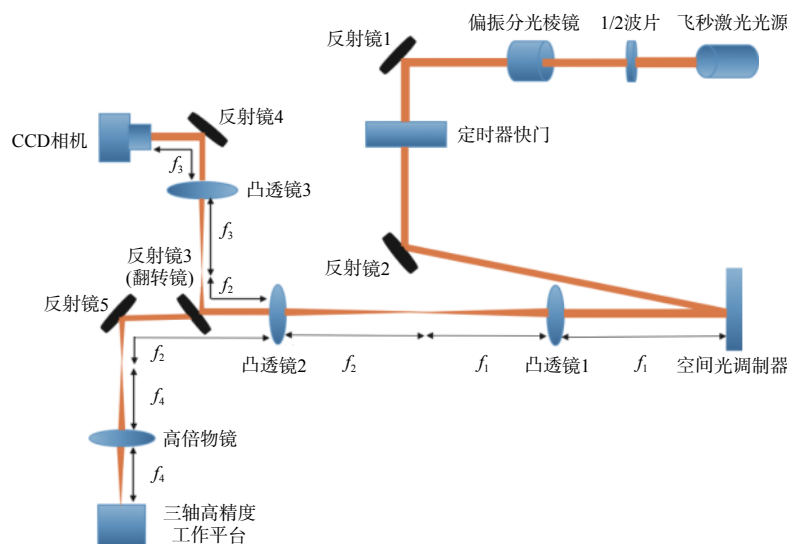 偏振分光棱镜
1/2波片
飞秒激光光源
反射镜1
反射镜4
CCD相机
定时器快门
f₃
凸透镜3
f₃
反射镜2
反射镜3
(翻转镜)
f₂
反射镜5
f₂
凸透镜2
f₂
f₁
凸透镜1
f₁
空间光调制器
f₄
高倍物镜
f₄
三轴高精度
工作平台